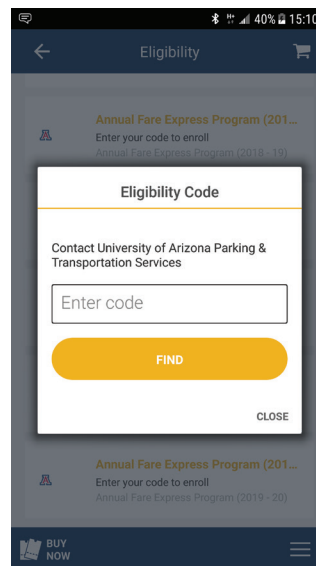 40% 15:10
Eligibility
Annual Fare Express Program (201...
Enter your code to enroll
Annual Fare Express Program (2018 - 19)
Eligibility Code
Contact University of Arizona Parking &
Transportation Services
Enter code
FIND
CLOSE
Annual Fare Express Program (201...
Enter your code to enroll
Annual Fare Express Program (2019 - 20)
BUY
NOW